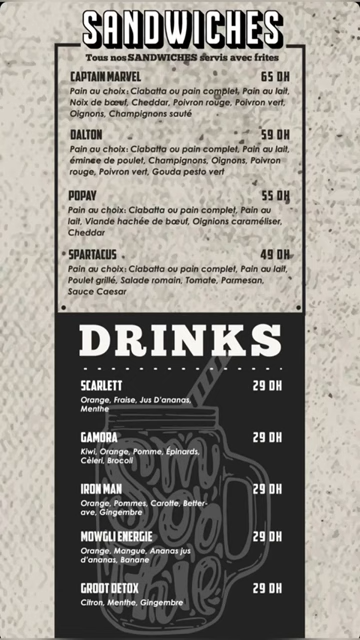 SANDWICHES
Tous nos SANDWICHES servis avec frites
CAPTAIN MARVEL 65 DH
Pain au choix: Ciabatta ou pain complet, Pain au lait,
Noix de bœuf, Cheddar, Poivron rouge, Poivron vert,
Oignons, Champignons sauté
DALTON 59 DH
Pain au choix: Ciabatta ou pain complet, Pain au lait,
émincé de poulet, Champignons, Oignons, Poivron
rouge, Poivron vert, Gouda pesto vert
POPAY 55 DH
Pain au choix: Ciabatta ou pain complet, Pain au
lait, Viande hachée de bœuf, Oignions caraméliser,
Cheddar
SPARTACUS 49 DH
Pain au choix: Ciabatta ou pain complet, Pain au lait,
Poulet grillé, Salade romain, Tomate, Parmesan,
Sauce Caesar
DRINKS
SCARLETT 29 DH
Orange, Fraise, Jus D'ananas,
Menthe
GAMORA 29 DH
Kiwi, Orange, Pomme, Épinards,
Céleri, Brocoli
IRON MAN 29 DH
Orange, Pommes, Carotte, Better-
ave, Gingembre
MOWGLI ENERGIE 29 DH
Orange, Mangue, Ananas jus
d'ananas, Banane
GROOT DETOX 29 DH
Citron, Menthe, Gingembre
Smoothie